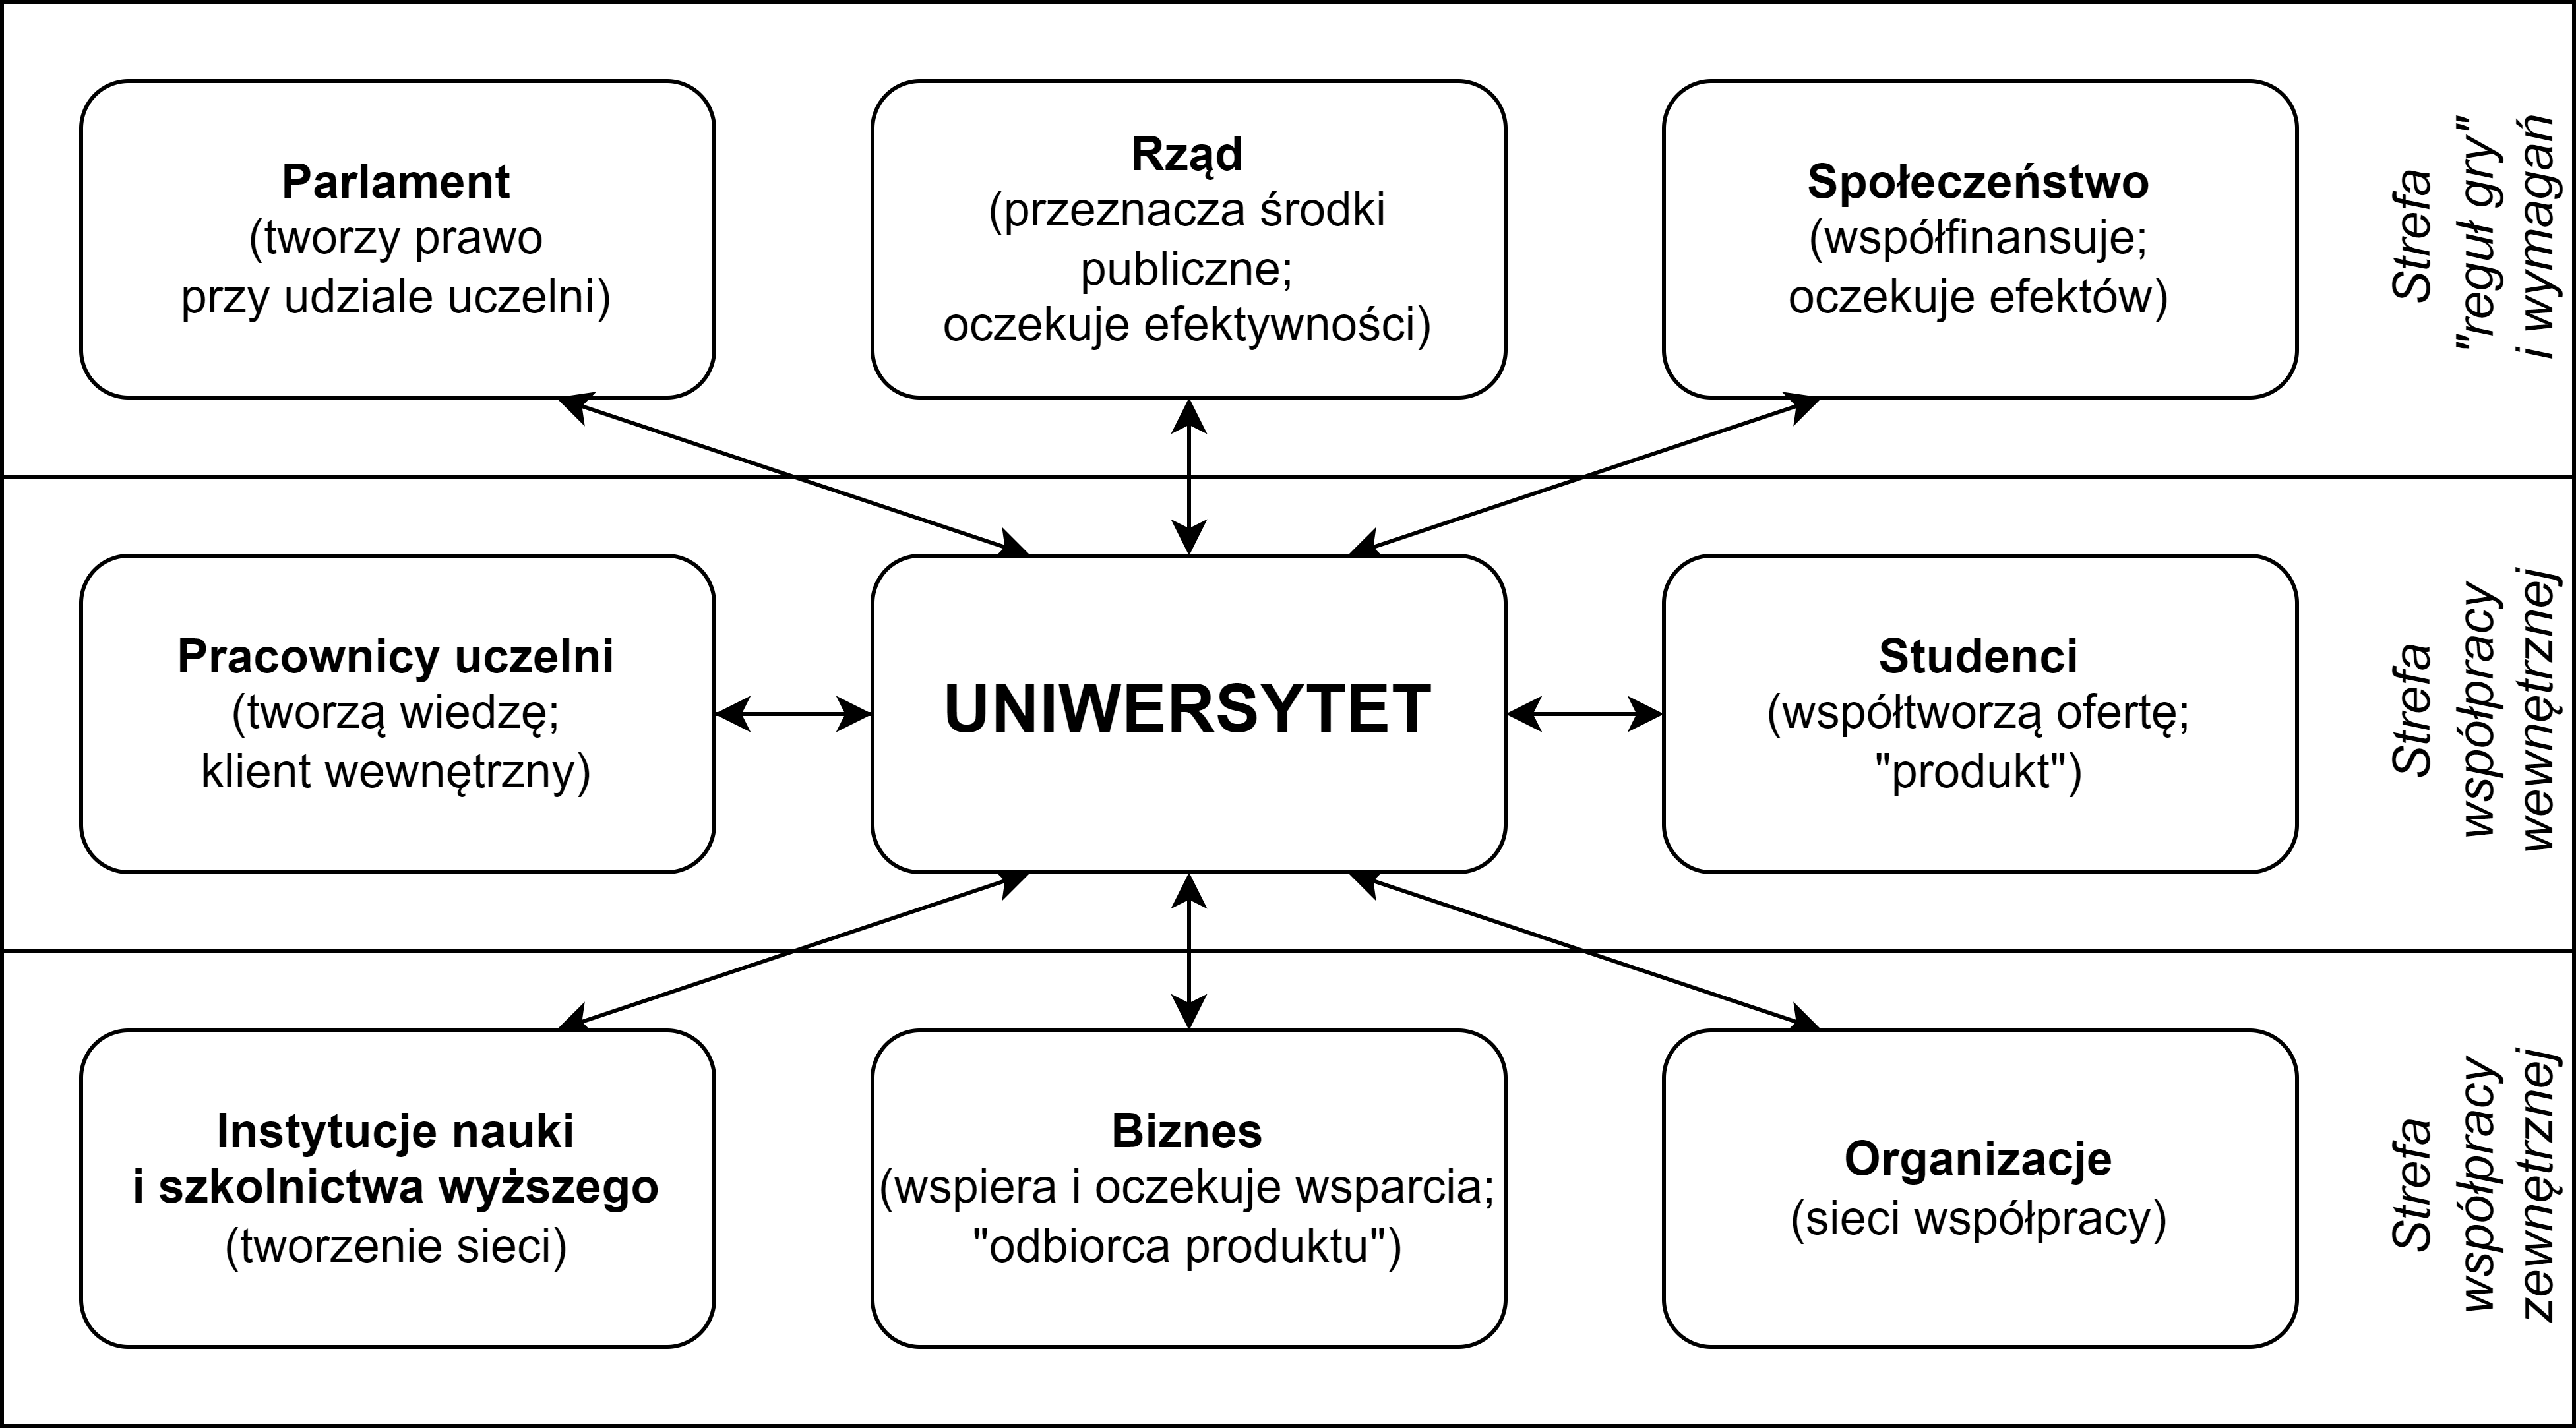 Parlament
(tworzy prawo
przy udziale uczelni)
Rząd
(przeznacza środki
publiczne;
oczekuje efektywności)
Społeczeństwo
(współfinansuje;
oczekuje efektów)
Strefa
"reguł gry"
i wymagań
Pracownicy uczelni
(tworzą wiedzę;
klient wewnętrzny)
UNIWERSYTET
Studenci
(współtworzą ofertę;
"produkt")
Strefa
współpracy
wewnętrznej
Instytucje nauki
i szkolnictwa wyższego
(tworzenie sieci)
Biznes
(wspiera i oczekuje wsparcia;
"odbiorca produktu")
Organizacje
(sieci współpracy)
Strefa
współpracy
zewnętrznej